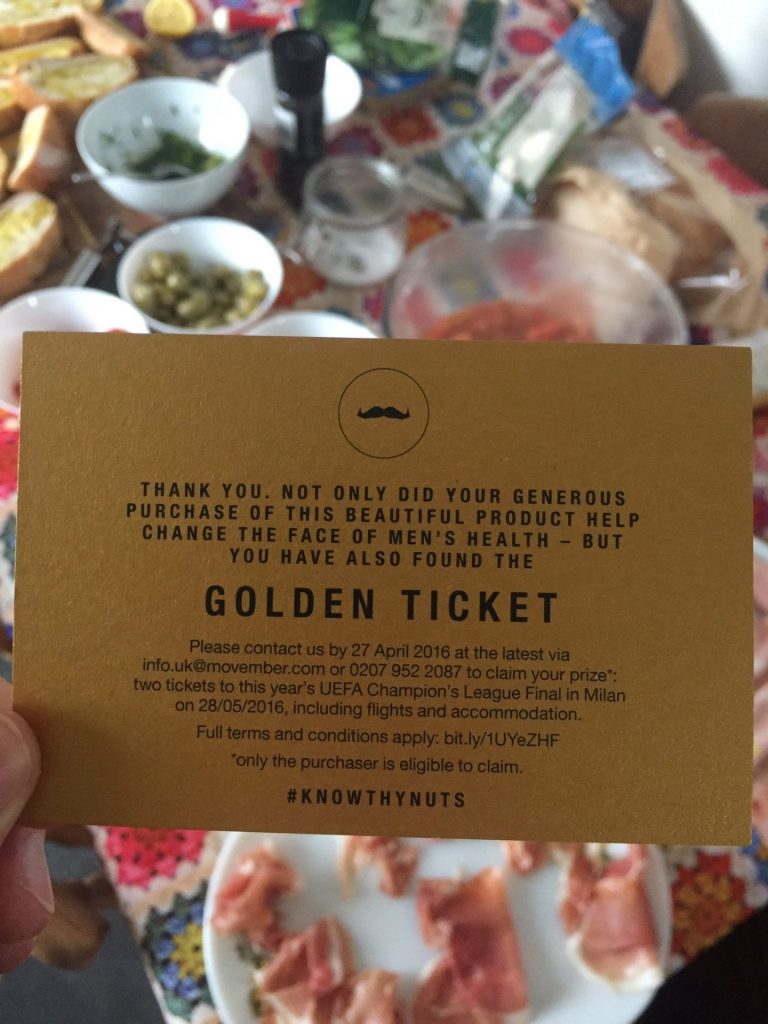 THANK YOU. NOT ONLY DID YOUR GENEROUS
PURCHASE OF THIS BEAUTIFUL PRODUCT HELP
CHANGE THE FACE OF MEN'S HEALTH – BUT
YOU HAVE ALSO FOUND THE
GOLDEN TICKET
Please contact us by 27 April 2016 at the latest via
info.uk@movember.com or 0207 952 2087 to claim your prize*:
two tickets to this year's UEFA Champion's League Final in Milan
on 28/05/2016, including flights and accommodation.
Full terms and conditions apply: bit.ly/1UYeZHF
*only the purchaser is eligible to claim.
#KNOWTHYNUTS